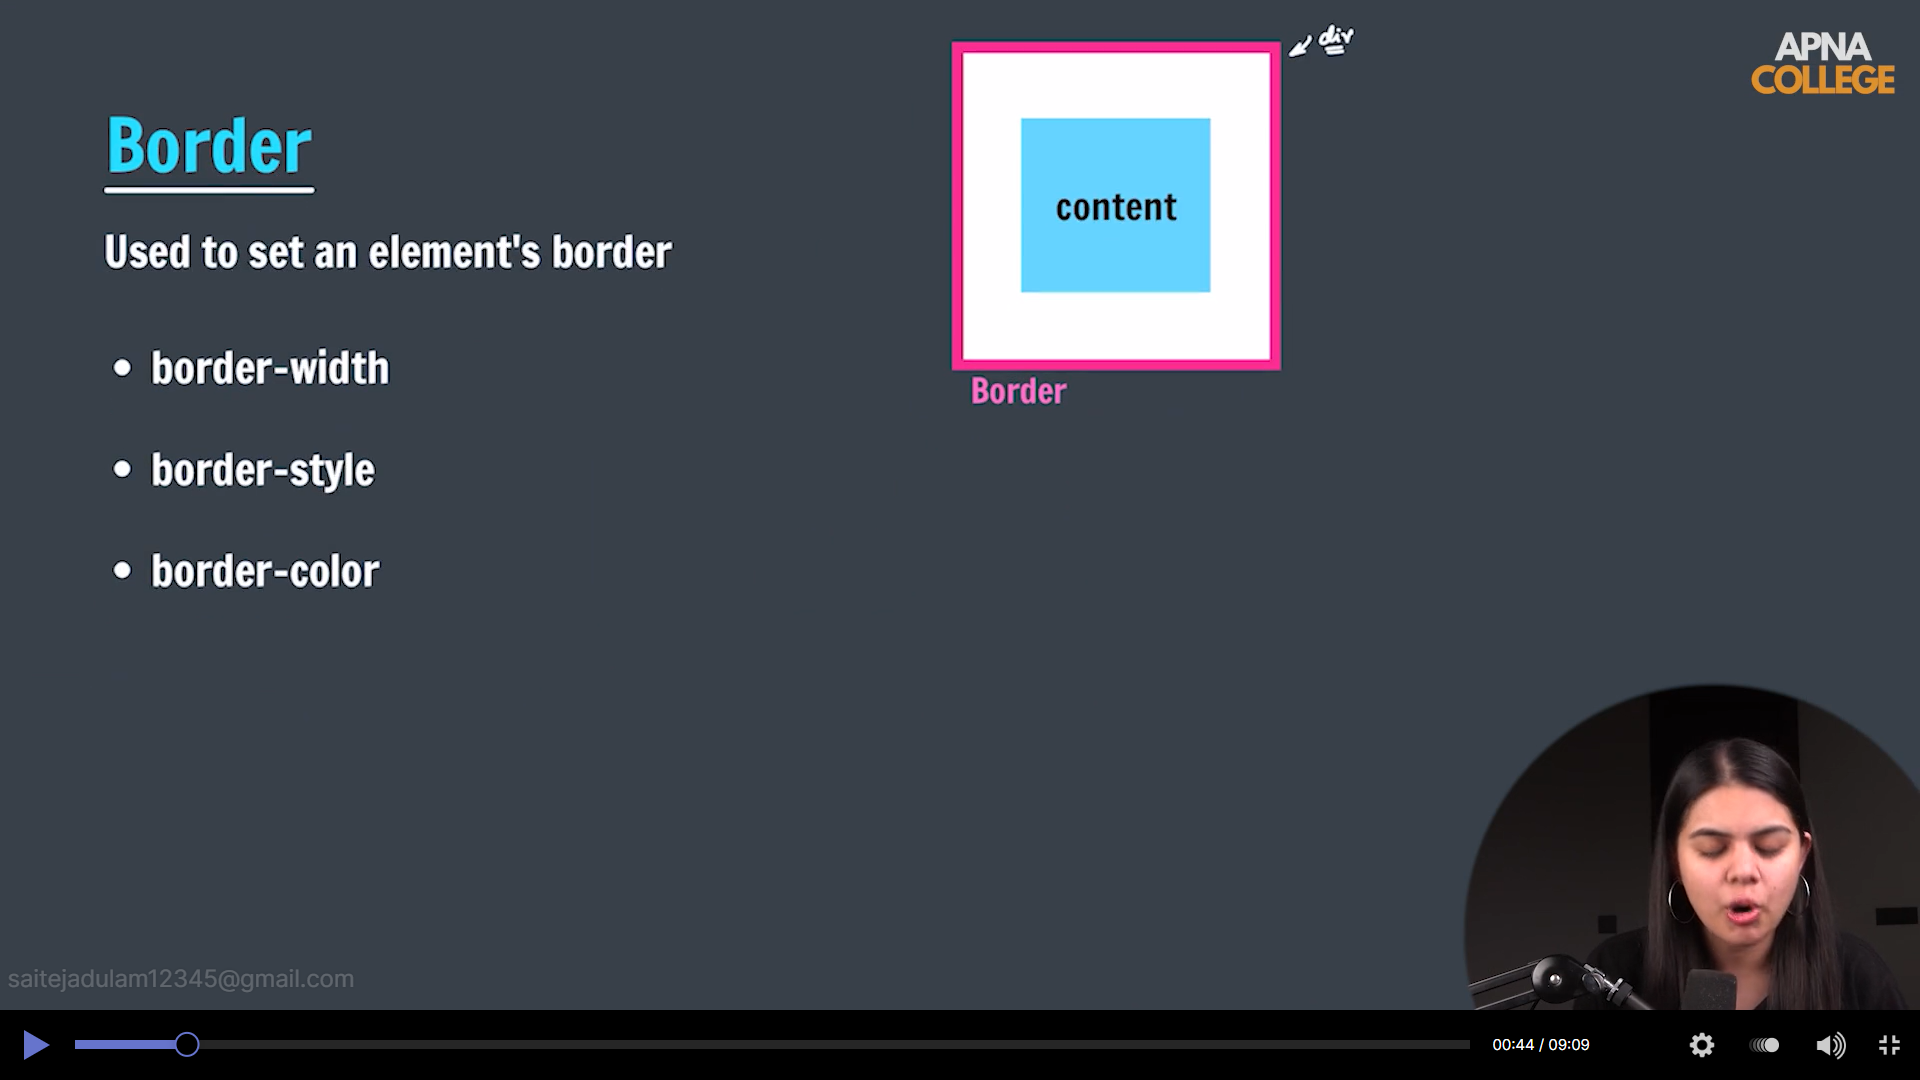 div
APNA
COLLEGE
Border
Used to set an element's border
content
• border-width
Border
• border-style
• border-color
saitejadulam12345@gmail.com
00:44 / 09:09